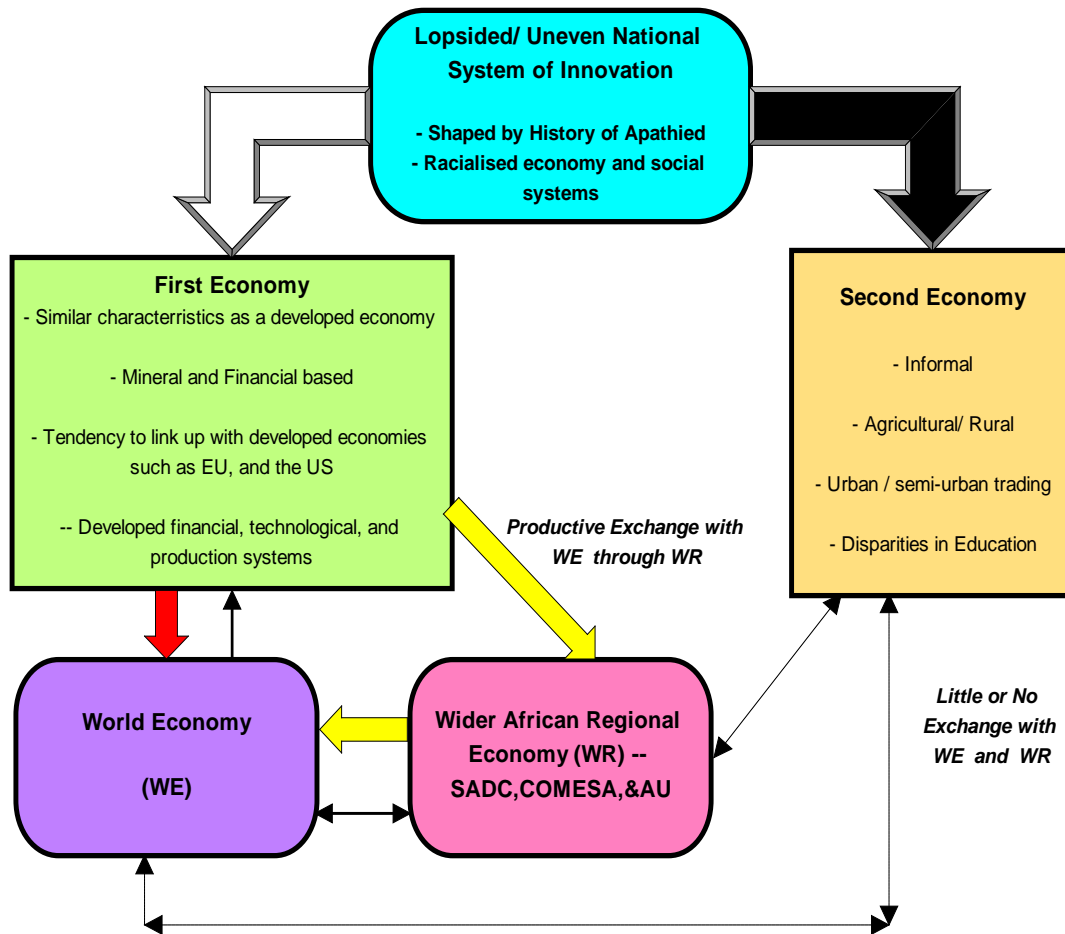 Lopsided/ Uneven National
System of Innovation
- Shaped by History of Apathied
- Racialised economy and social
systems
First Economy
- Similar characterristics as a developed economy
- Mineral and Financial based
- Tendency to link up with developed economies
such as EU, and the US
-- Developed financial, technological, and
production systems
Second Economy
- Informal
- Agricultural/ Rural
- Urban / semi-urban trading
- Disparities in Education
Productive Exchange with
WE through WR
World Economy
(WE)
Wider African Regional
Economy (WR) --
SADC,COMESA,&AU
Little or No
Exchange with
WE and WR